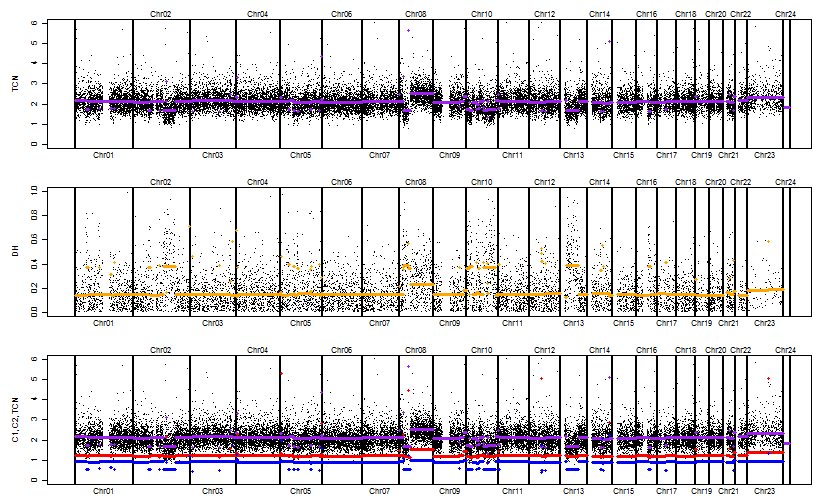 Chr02 Chr04 Chr06 Chr08 Chr10 Chr12 Chr14 Chr16 Chr18 Chr20 Chr22 Chr24
TCN
6
5
4
3
2
1
0
Chr01 Chr03 Chr05 Chr07 Chr09 Chr11 Chr13 Chr15 Chr17 Chr19 Chr21 Chr23
Chr02 Chr04 Chr06 Chr08 Chr10 Chr12 Chr14 Chr16 Chr18 Chr20 Chr22 Chr24
DH
1.0
0.8
0.6
0.4
0.2
0.0
Chr01 Chr03 Chr05 Chr07 Chr09 Chr11 Chr13 Chr15 Chr17 Chr19 Chr21 Chr23
Chr02 Chr04 Chr06 Chr08 Chr10 Chr12 Chr14 Chr16 Chr18 Chr20 Chr22 Chr24
C1,C2,TCN
6
5
4
3
2
1
0
Chr01 Chr03 Chr05 Chr07 Chr09 Chr11 Chr13 Chr15 Chr17 Chr19 Chr21 Chr23